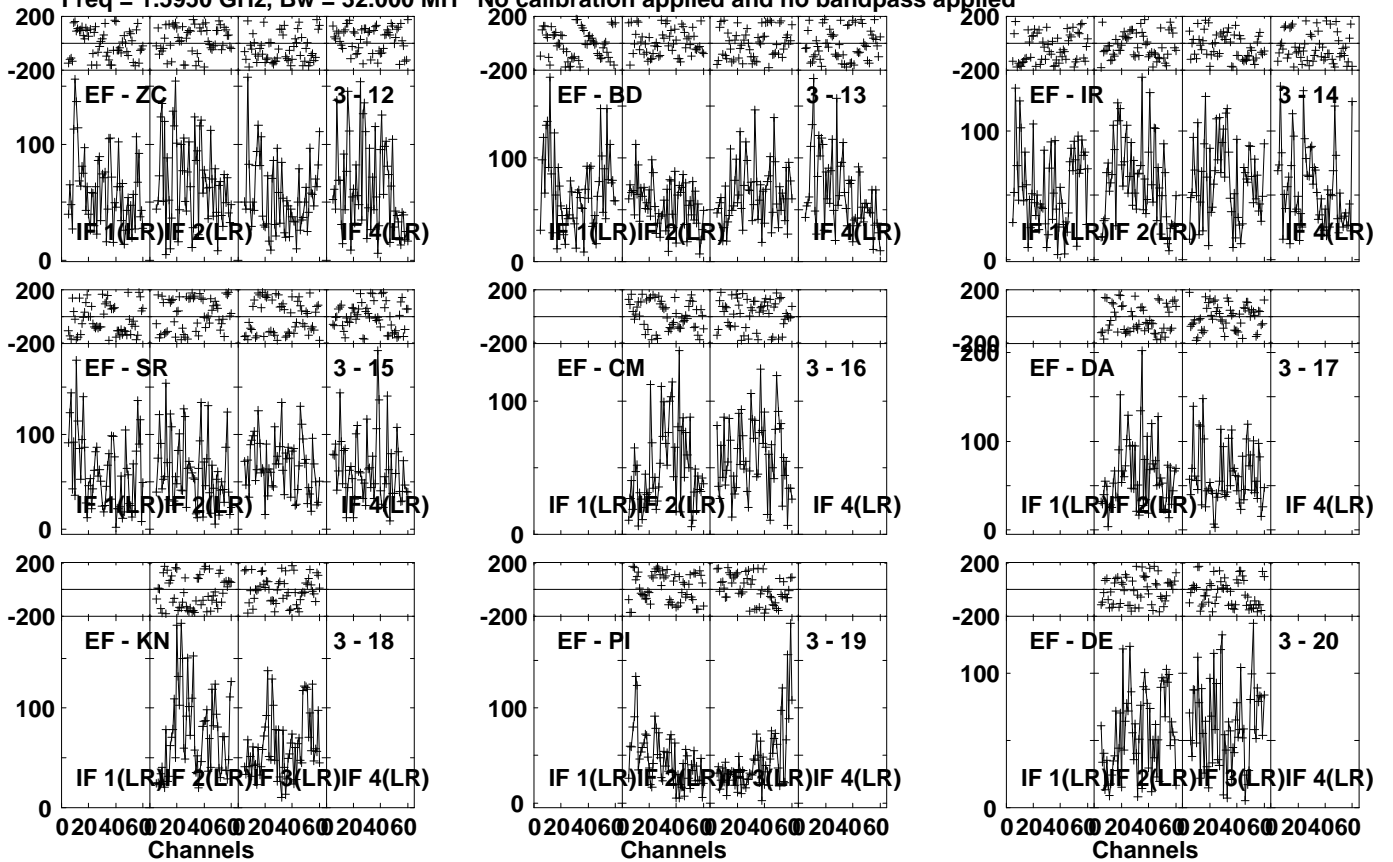 Freq = 1.5950 GHz, Bw = 32.000 MH No calibration applied and no bandpass applied
200
-200
EF - ZC 3 - 12
100
IF 1(LR) IF 2(LR) IF 4(LR)
0
EF - BD 3 - 13
100
IF 1(LR) IF 2(LR) IF 4(LR)
0
200
-200
EF - IR 3 - 14
100
IF 1(LR) IF 2(LR) IF 4(LR)
0
200
-200
EF - SR 3 - 15
100
IF 1(LR) IF 2(LR) IF 4(LR)
0
EF - CM 3 - 16
100
IF 1(LR) IF 2(LR) IF 4(LR)
0
200
-200
200
EF - DA 3 - 17
100
IF 1(LR) IF 2(LR) IF 4(LR)
0
200
-200
EF - KN 3 - 18
100
IF 1(LR) IF 2(LR) IF 3(LR) IF 4(LR)
0
0 20 40 60 0 20 40 60 0 20 40 60 0 20 40 60
Channels
EF - PI 3 - 19
100
IF 1(LR) IF 2(LR) IF 3(LR) IF 4(LR)
0
0 20 40 60 0 20 40 60 0 20 40 60 0 20 40 60
Channels
200
-200
EF - DE 3 - 20
100
IF 1(LR) IF 2(LR) IF 3(LR) IF 4(LR)
0
0 20 40 60 0 20 40 60 0 20 40 60 0 20 40 60
Channels